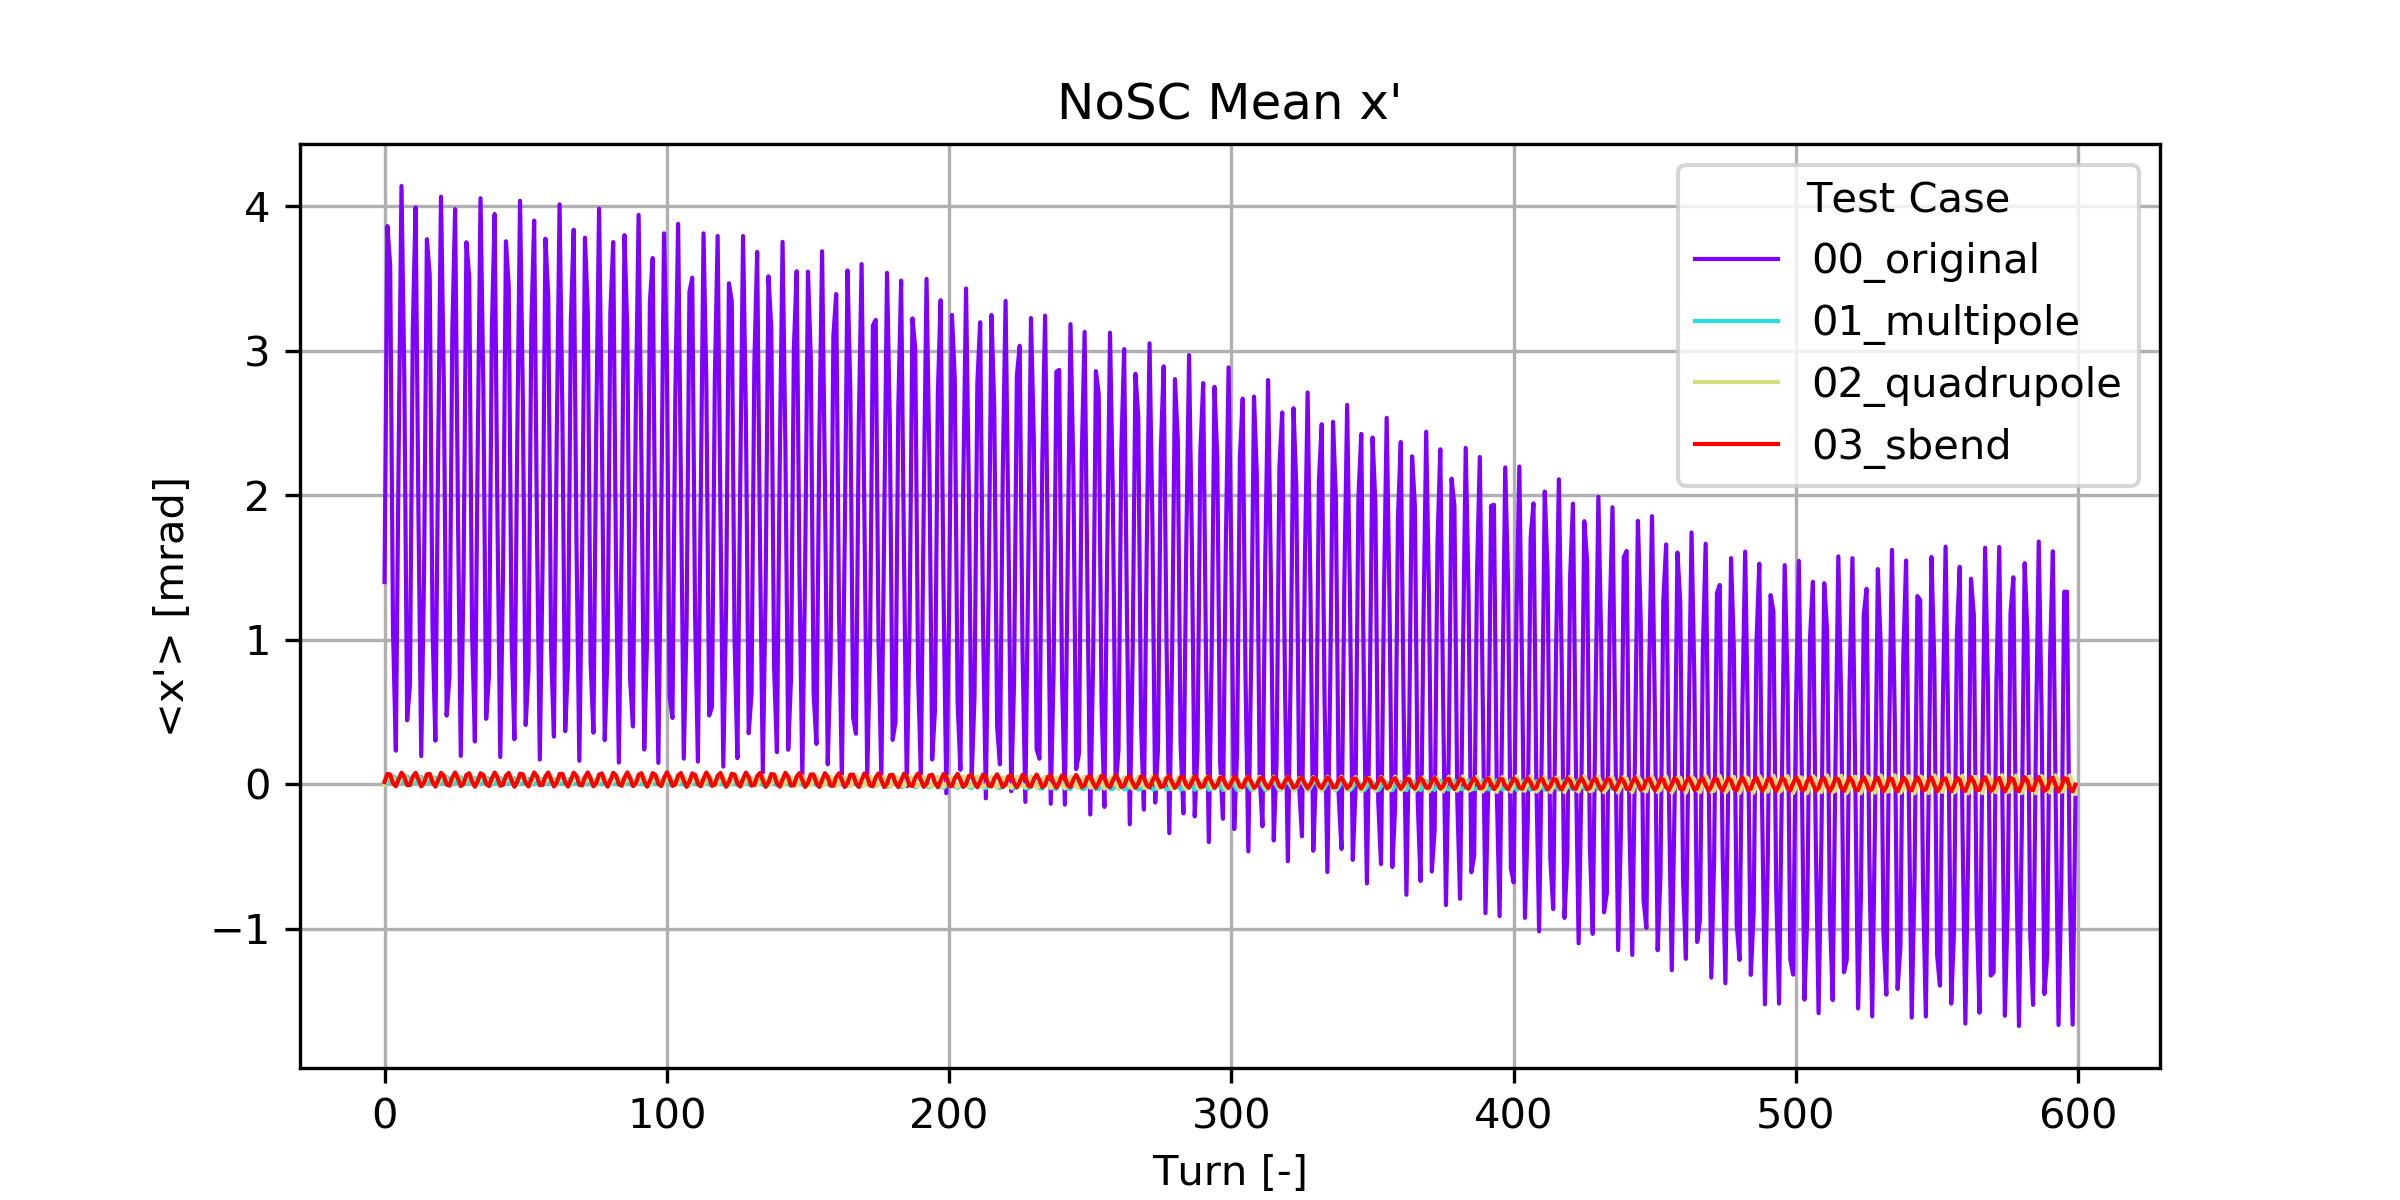 NoSC Mean x'
<x'> [mrad]
4
3
2
1
0
−1
Test Case
00_original
01_multipole
02_quadrupole
03_sbend
0 100 200 300 400 500 600
Turn [-]